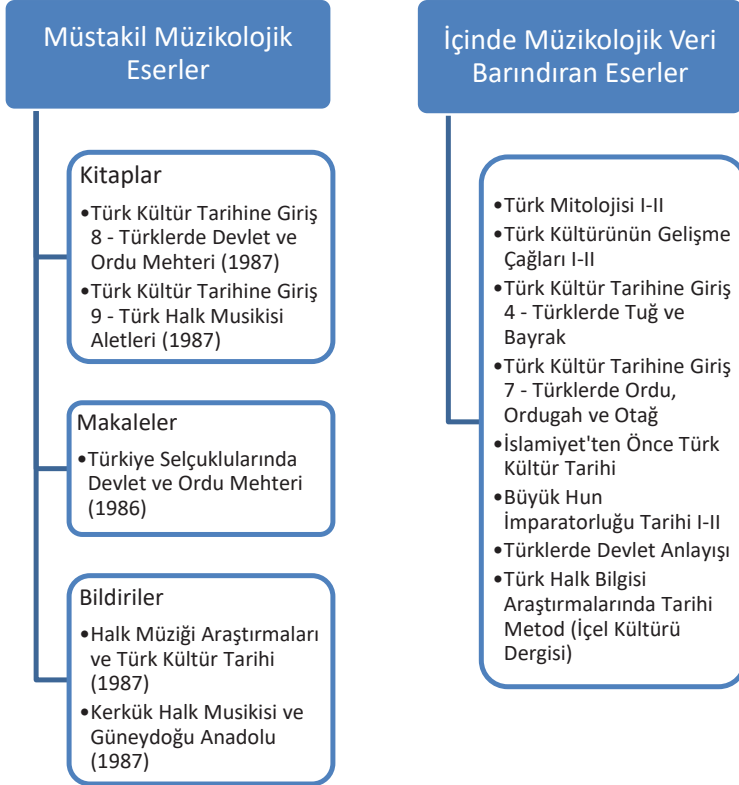 Müstakil Müzikolojik
Eserler
Kitaplar
•Türk Kültür Tarihine Giriş
8 - Türklerde Devlet ve
Ordu Mehteri (1987)
•Türk Kültür Tarihine Giriş
9 - Türk Halk Musikisi
Aletleri (1987)
Makaleler
•Türkiye Selçuklularında
Devlet ve Ordu Mehteri
(1986)
Bildiriler
•Halk Müziği Araştırmaları
ve Türk Kültür Tarihi
(1987)
•Kerkük Halk Musikisi ve
Güneydoğu Anadolu
(1987)
İçinde Müzikolojik Veri
Barındıran Eserler
•Türk Mitolojisi I-II
•Türk Kültürünün Gelişme
Çağları I-II
•Türk Kültür Tarihine Giriş
4 - Türklerde Tuğ ve
Bayrak
•Türk Kültür Tarihine Giriş
7 - Türklerde Ordu,
Ordugah ve Otağ
•İslamiyet'ten Önce Türk
Kültür Tarihi
•Büyük Hun
İmparatorluğu Tarihi I-II
•Türklerde Devlet Anlayışı
•Türk Halk Bilgisi
Araştırmalarında Tarihi
Metod (İçel Kültürü
Dergisi)